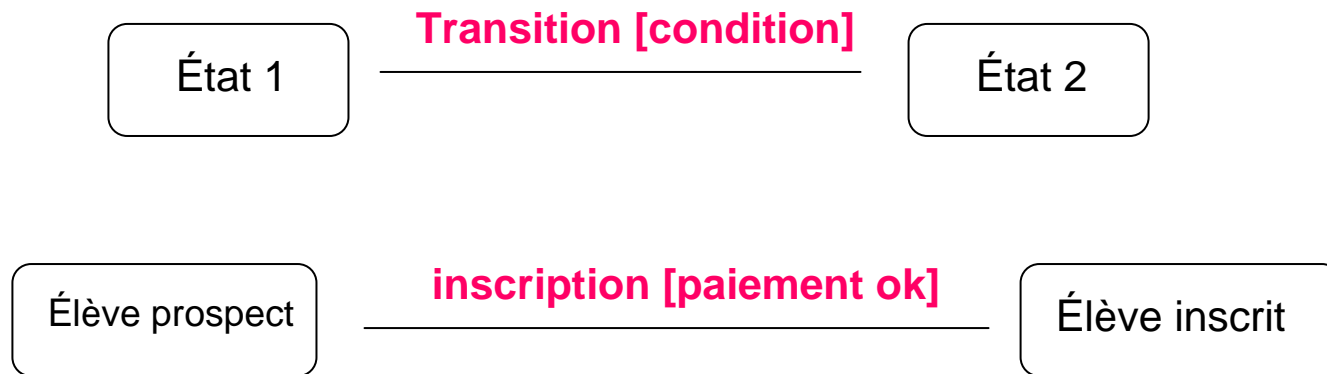 Transition [condition]
État 1
État 2
inscription [paiement ok]
Élève prospect
Élève inscrit